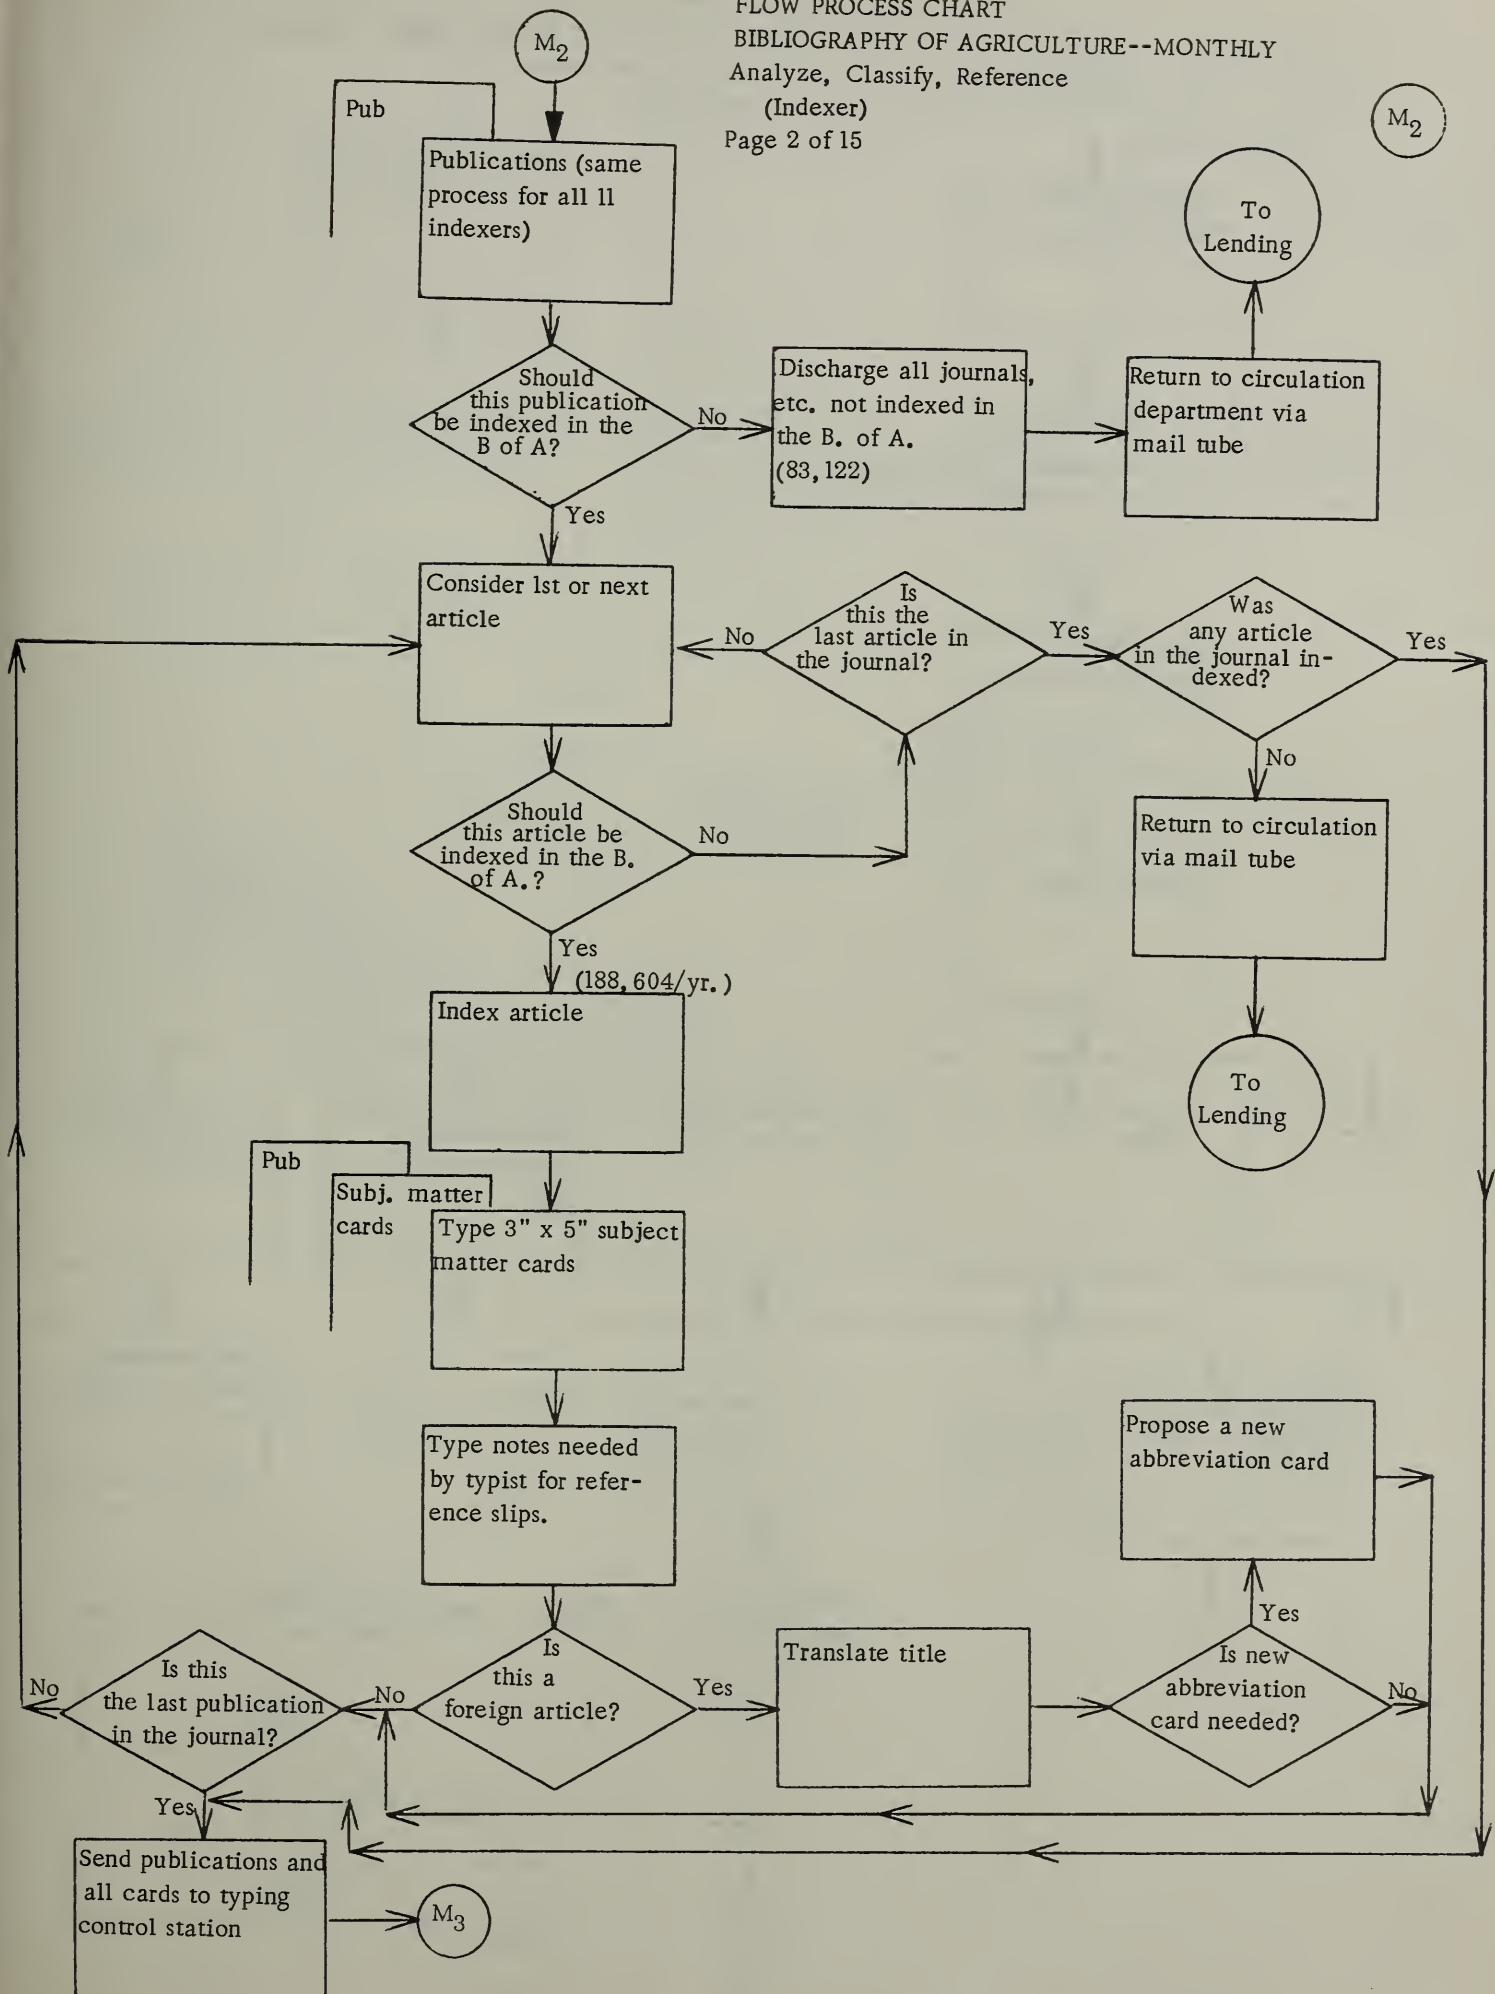 FLOW PROCESS CHART
BIBLIOGRAPHY OF AGRICULTURE--MONTHLY
Analyze, Classify, Reference
(Indexer)
Page 2 of 15
M2
M2
Pub
Publications (same
process for all 11
indexers)
To
Lending
Should
this publication
be indexed in the
B of A?
No
Discharge all journals,
etc. not indexed in
the B. of A.
(83,122)
Return to circulation
department via
mail tube
Yes
Consider 1st or next
article
No
Is
this the
last article in
the journal?
Yes
Was
any article
in the journal in-
dexed?
Yes
No
Should
this article be
indexed in the B.
of A.?
No
Return to circulation
via mail tube
Yes
(188,604/yr.)
Index article
To
Lending
Pub
Subj. matter
cards
Type 3" x 5" subject
matter cards
Type notes needed
by typist for refer-
ence slips.
Propose a new
abbreviation card
Yes
No
Is this
the last publication
in the journal?
No
Is
this a
foreign article?
Yes
Translate title
Is new
abbreviation
card needed?
No
Yes
Send publications and
all cards to typing
control station
M3